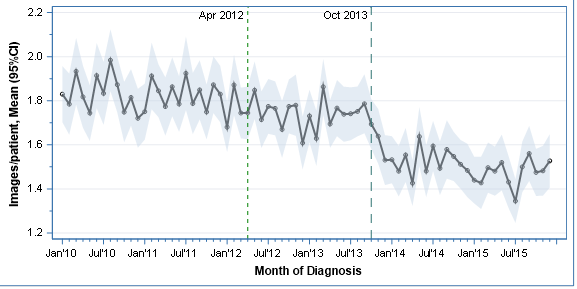 Apr 2012
Oct 2013
2.2
2.0
1.8
1.6
1.4
1.2
Images/patient, Mean (95%CI)
Jan'10 Jul'10 Jan'11 Jul'11 Jan'12 Jul'12 Jan'13 Jul'13 Jan'14 Jul'14 Jan'15 Jul'15
Month of Diagnosis